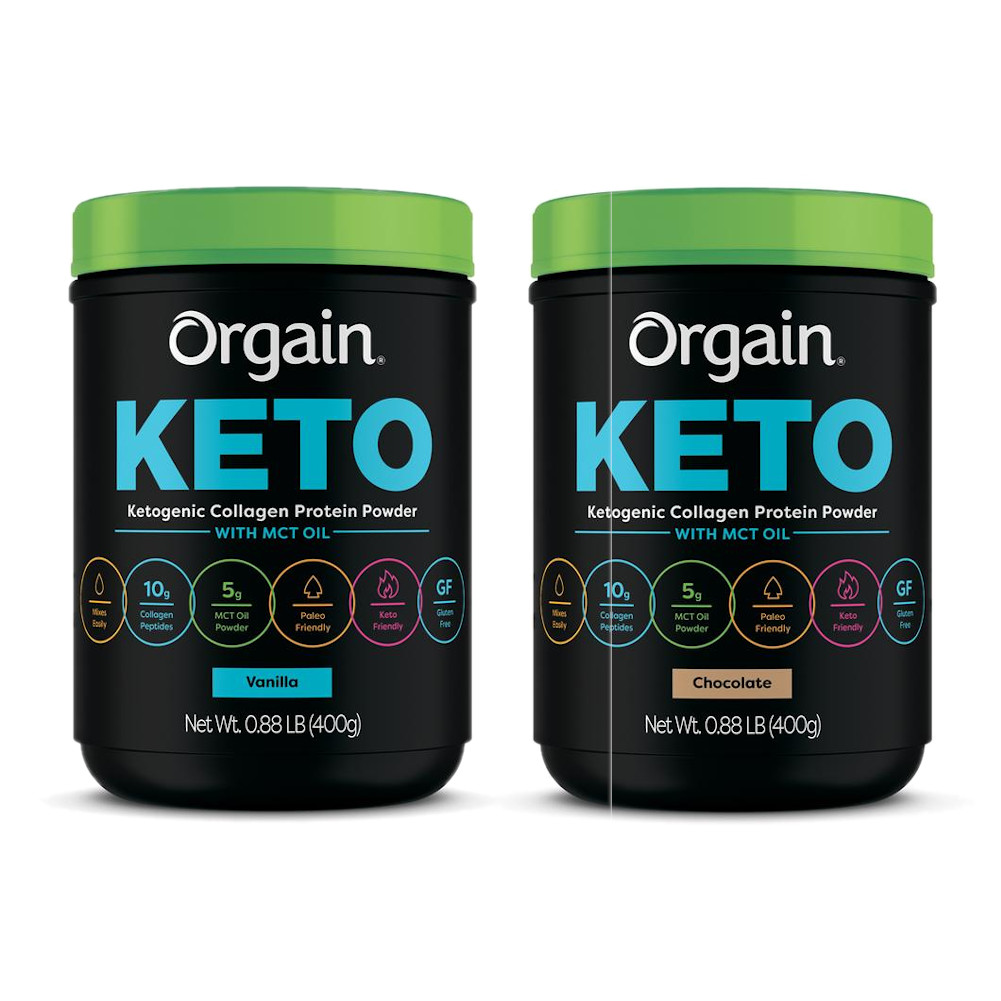 Orgain®
KETO
Ketogenic Collagen Protein Powder
WITH MCT OIL
Mixes
Easily
10g
Collagen
Peptides
5g
MCT Oil
Powder
Paleo
Friendly
Keto
Friendly
GF
Gluten
Free
Vanilla
Net Wt. 0.88 LB (400g)
Orgain®
KETO
Ketogenic Collagen Protein Powder
WITH MCT OIL
Mixes
Easily
10g
Collagen
Peptides
5g
MCT Oil
Powder
Paleo
Friendly
Keto
Friendly
GF
Gluten
Free
Chocolate
Net Wt. 0.88 LB (400g)